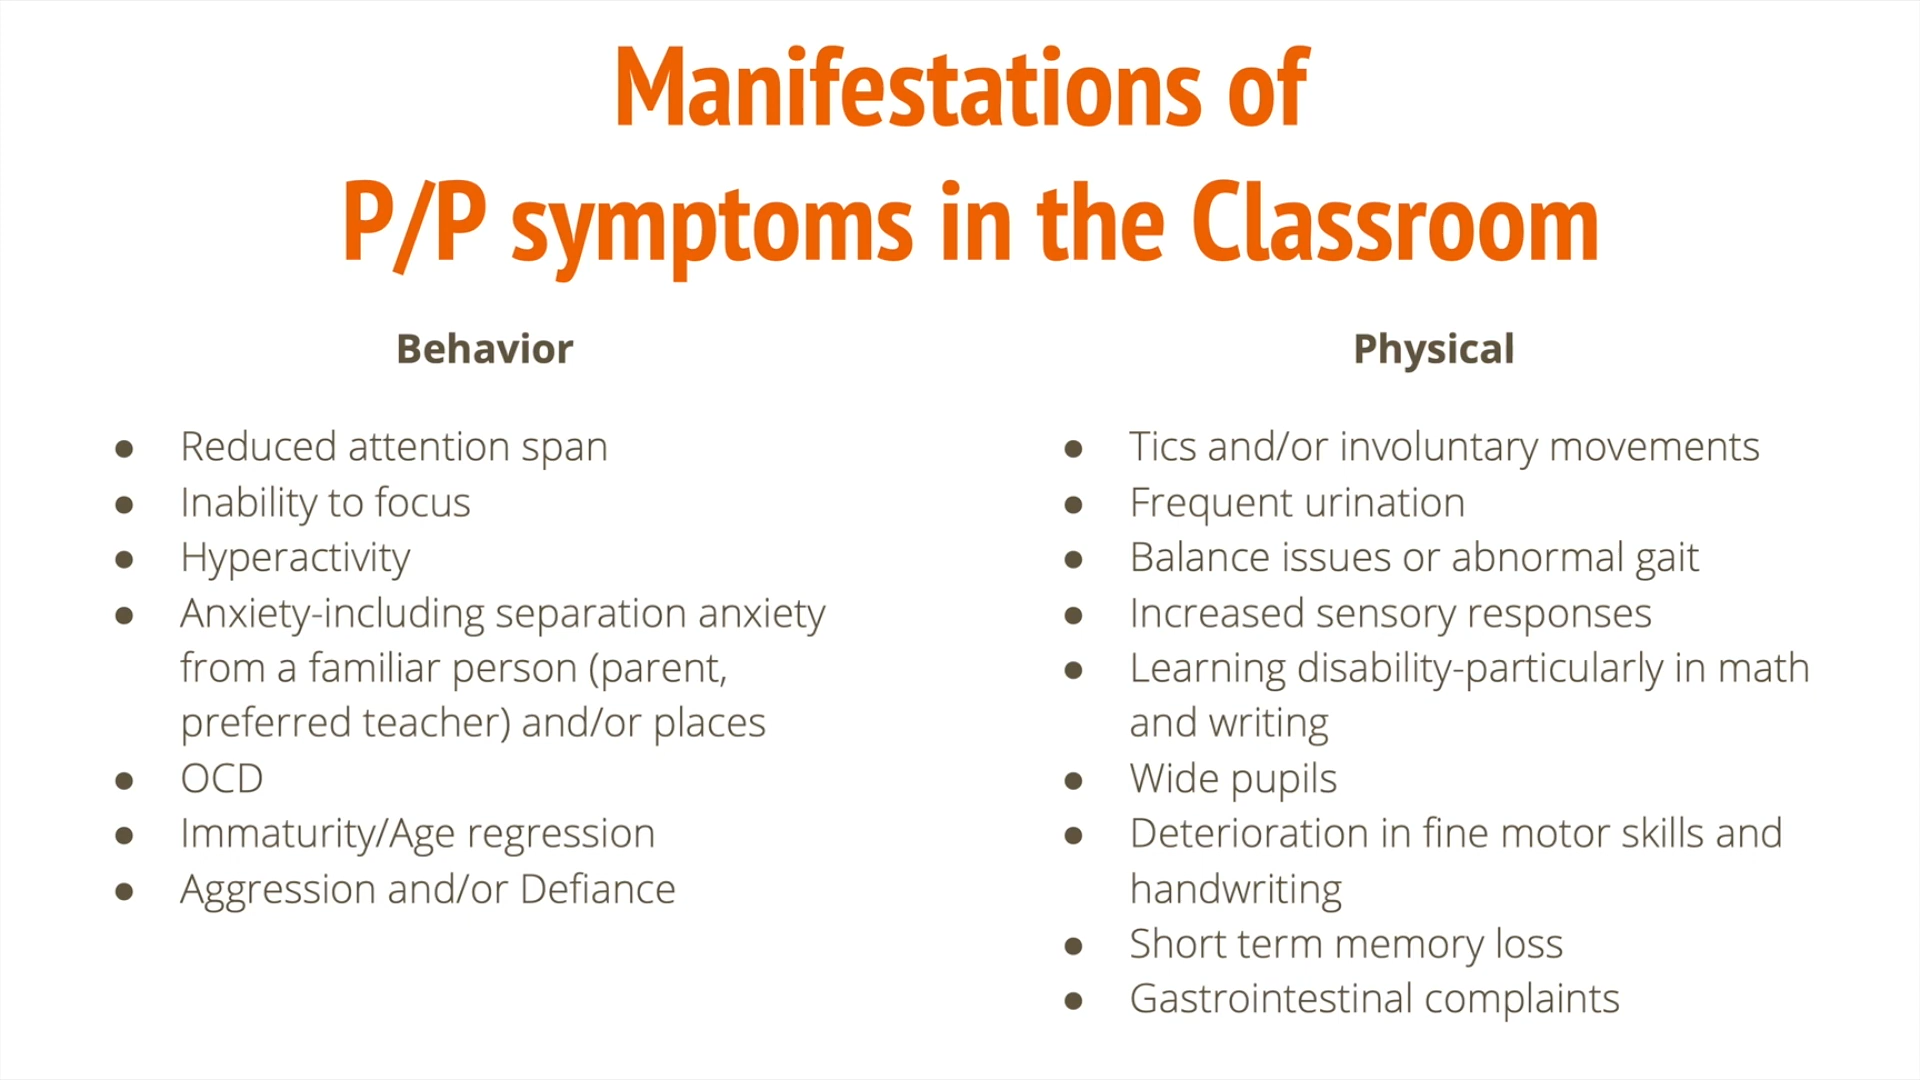 Manifestations of
P/P symptoms in the Classroom
Behavior
● Reduced attention span
● Inability to focus
● Hyperactivity
● Anxiety-including separation anxiety
from a familiar person (parent,
preferred teacher) and/or places
● OCD
● Immaturity/Age regression
● Aggression and/or Defiance
Physical
● Tics and/or involuntary movements
● Frequent urination
● Balance issues or abnormal gait
● Increased sensory responses
● Learning disability-particularly in math
and writing
● Wide pupils
● Deterioration in fine motor skills and
handwriting
● Short term memory loss
● Gastrointestinal complaints